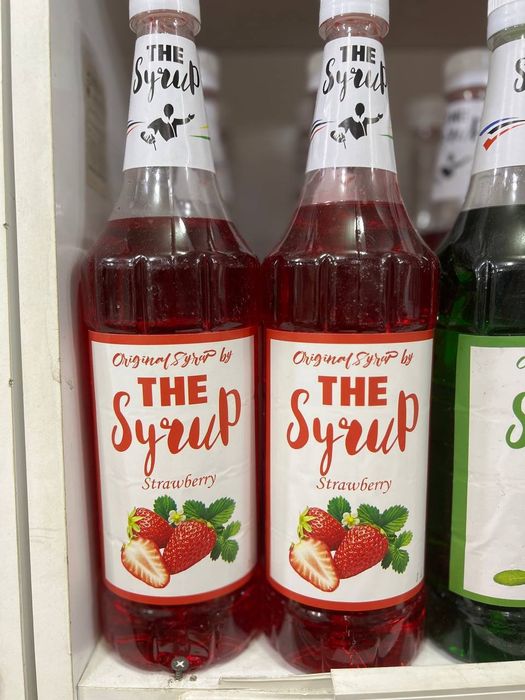 THE
Syrup
THE
Syrup
Original Syrup by
THE
Syrup
Strawberry
Original Syrup by
THE
Syrup
Strawberry